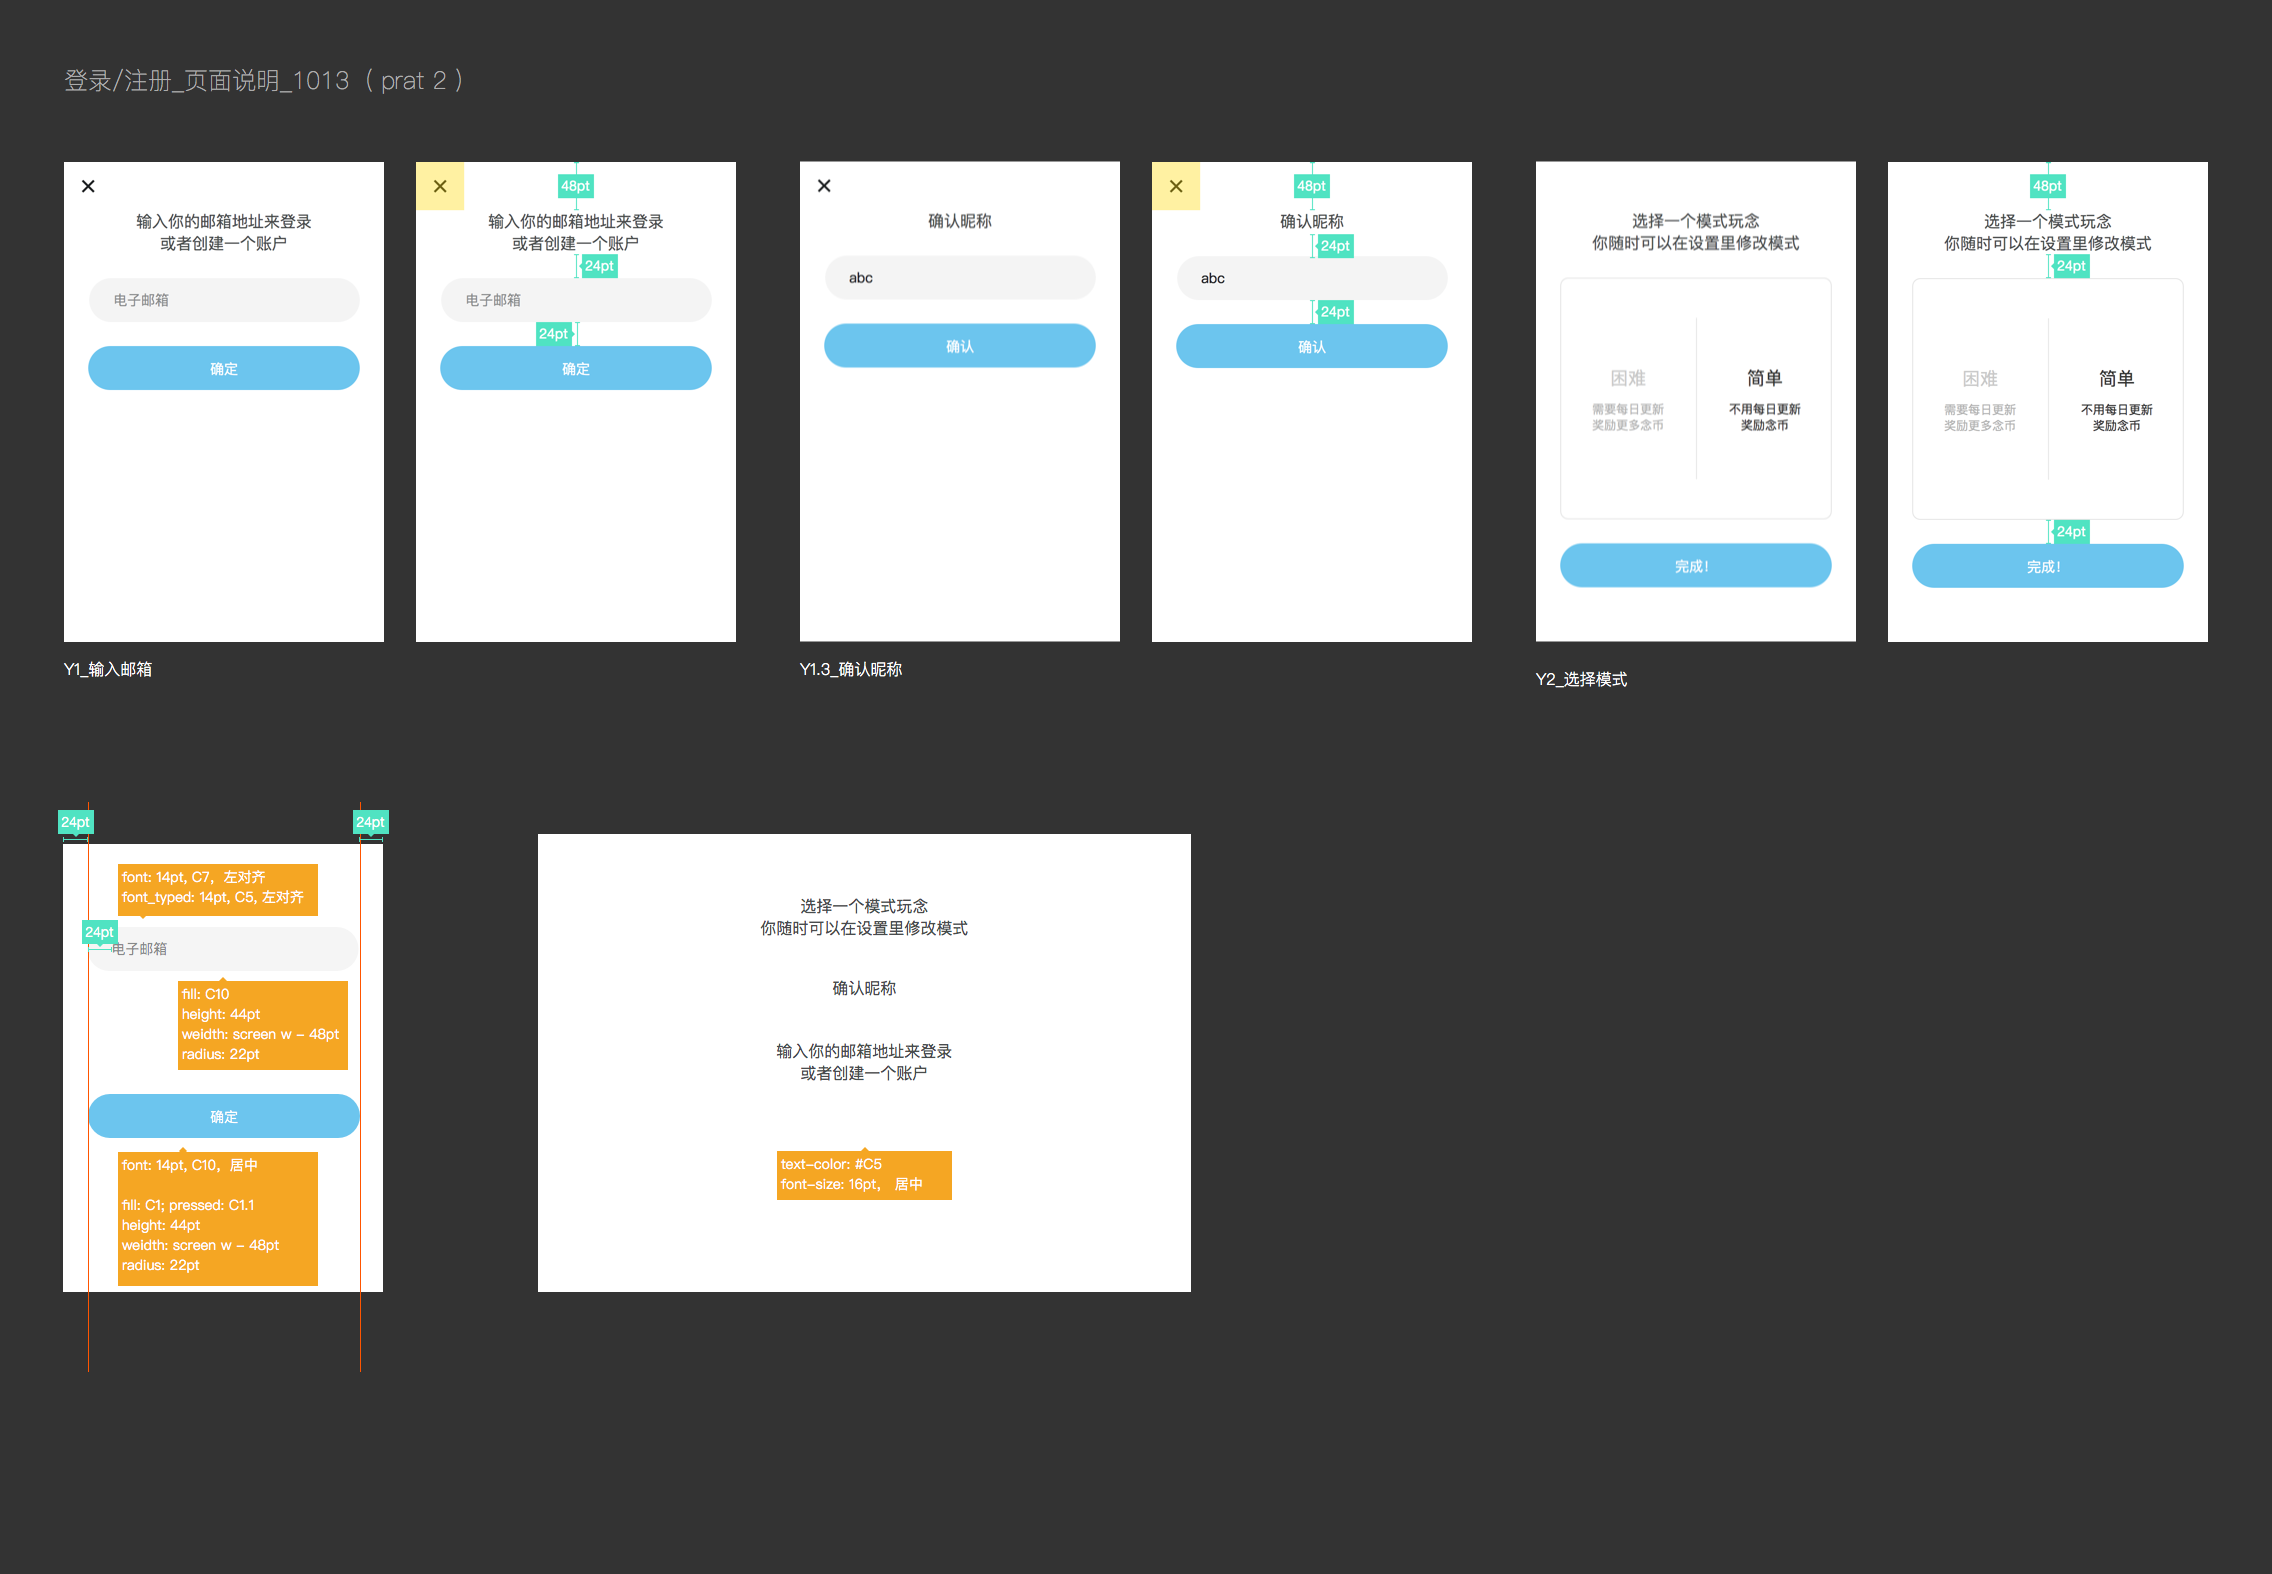 登录/注册_页面说明_1013 ( prat 2 )
输入你的邮箱地址来登录
或者创建一个账户
电子邮箱
确定
48pt
输入你的邮箱地址来登录
或者创建一个账户
24pt
电子邮箱
24pt
确定
Y1_输入邮箱
确认昵称
abc
确认
48pt
确认昵称
24pt
abc
24pt
确认
Y1.3_确认昵称
选择一个模式玩念
你随时可以在设置里修改模式
困难
需要每日更新
奖励更多念币
简单
不用每日更新
奖励念币
完成!
48pt
选择一个模式玩念
你随时可以在设置里修改模式
24pt
困难
需要每日更新
奖励更多念币
简单
不用每日更新
奖励念币
24pt
完成!
Y2_选择模式
24pt
24pt
font: 14pt, C7，左对齐
font_typed: 14pt, C5, 左对齐
24pt
电子邮箱
fill: C10
height: 44pt
weidth: screen w - 48pt
radius: 22pt
确定
font: 14pt, C10，居中
fill: C1; pressed: C1.1
height: 44pt
weidth: screen w - 48pt
radius: 22pt
选择一个模式玩念
你随时可以在设置里修改模式
确认昵称
输入你的邮箱地址来登录
或者创建一个账户
text-color: #C5
font-size: 16pt， 居中